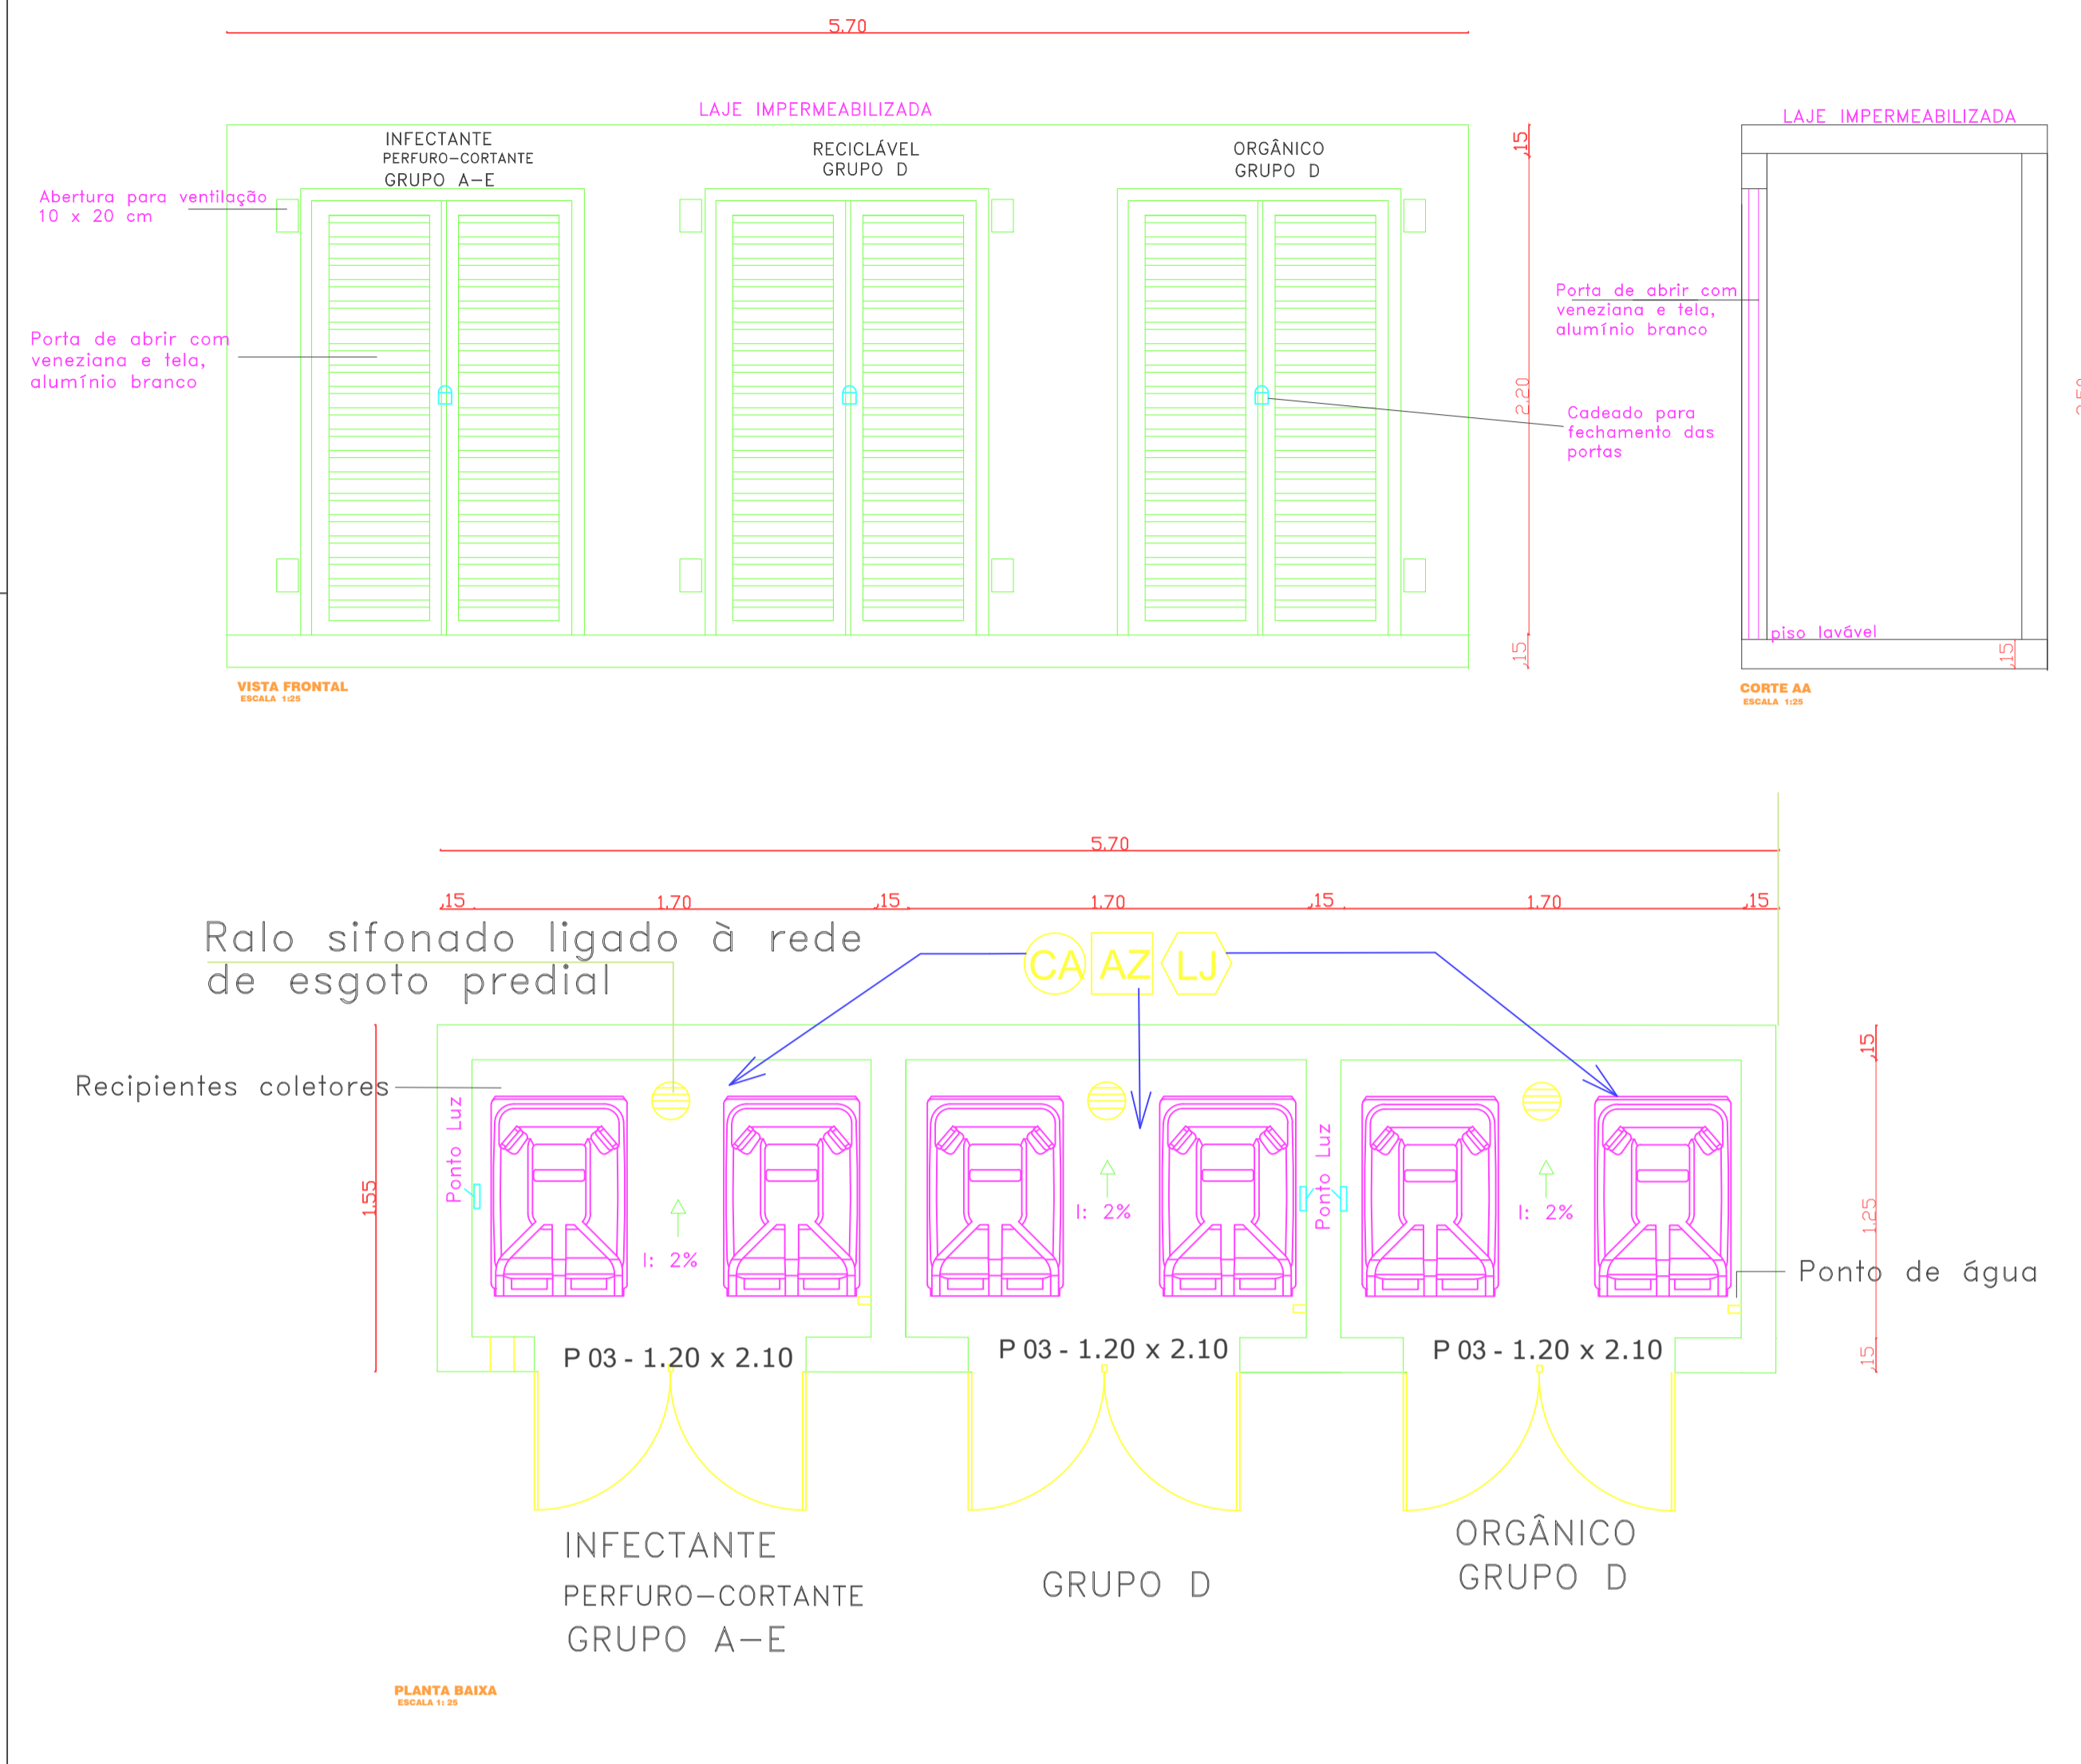 5.70
LAJE IMPERMEABILIZADA
INFECTANTE
PERFURO-CORTANTE
GRUPO A-E
RECICLÁVEL
GRUPO D
ORGÂNICO
GRUPO D
Abertura para ventilação
10 x 20 cm
Porta de abrir com
veneziana e tela,
alumínio branco
,15
2.20
,15
Cadeado para
fechamento das
portas
VISTA FRONTAL
ESCALA 1:25
LAJE IMPERMEABILIZADA
Porta de abrir com
veneziana e tela,
alumínio branco
piso lavável
,15
CORTE AA
ESCALA 1:25
5.70
,15 1.70 ,15 1.70 ,15 1.70 ,15
Ralo sifonado ligado à rede
de esgoto predial
CA AZ LJ
Recipientes coletores
Ponto Luz
Ponto Luz
1.55
I: 2%
I: 2%
I: 2%
,15
1.25
,15
Ponto de água
P 03 - 1.20 x 2.10
P 03 - 1.20 x 2.10
P 03 - 1.20 x 2.10
INFECTANTE
PERFURO-CORTANTE
GRUPO A-E
GRUPO D
ORGÂNICO
GRUPO D
PLANTA BAIXA
ESCALA 1: 25